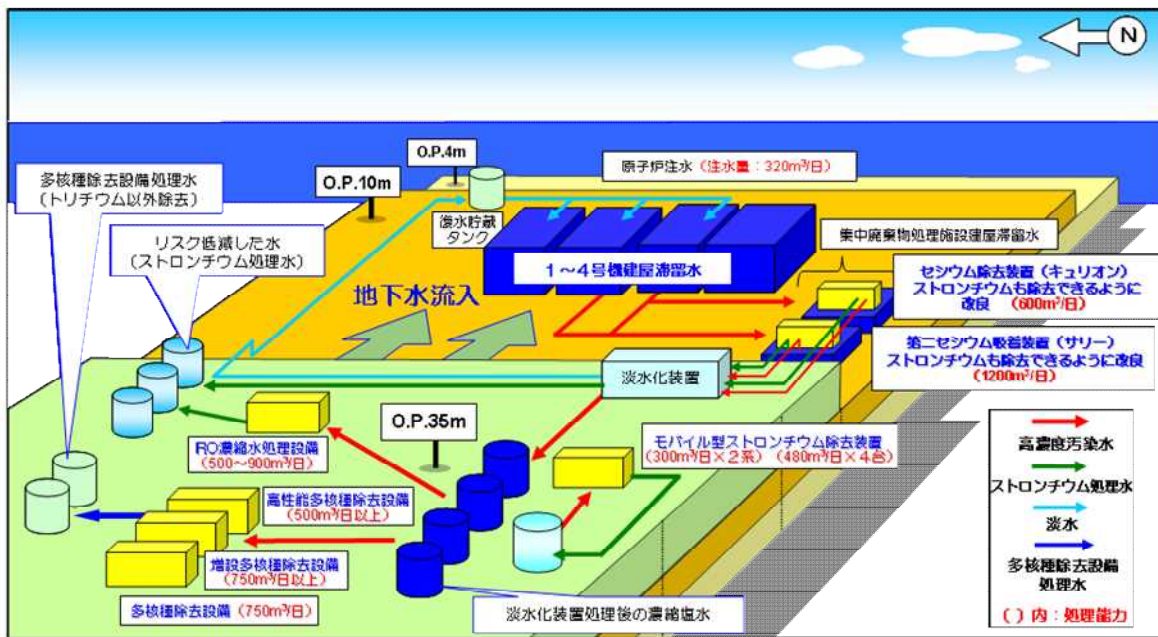 N
O.P.4m
O.P.10m
原子炉注水（注水量：320m³/日）
多核種除去設備処理水
（トリチウム以外除去）
復水貯蔵
タンク
集中廃棄物処理施設建屋滞留水
リスク低減した水
（ストロンチウム処理水）
1～4号機建屋滞留水
セシウム除去装置（キュリオン）
ストロンチウムも除去できるように
改良　（600m³/日）
地下水流入
第二セシウム吸着装置（サリー）
ストロンチウムも除去できるように改良
（1200m³/日）
淡水化装置
O.P.35m
RO濃縮水処理設備
（500～900m³/日）
モバイル型ストロンチウム除去装置
（300m³/日×2系）（480m³/日×4台）
高性能多核種除去設備
（500m³/日以上）
増設多核種除去設備
（750m³/日以上）
多核種除去設備（750m³/日）
淡水化装置処理後の濃縮塩水
高濃度汚染水
ストロンチウム処理水
淡水
多核種除去設備
処理水
（ ）内：処理能力